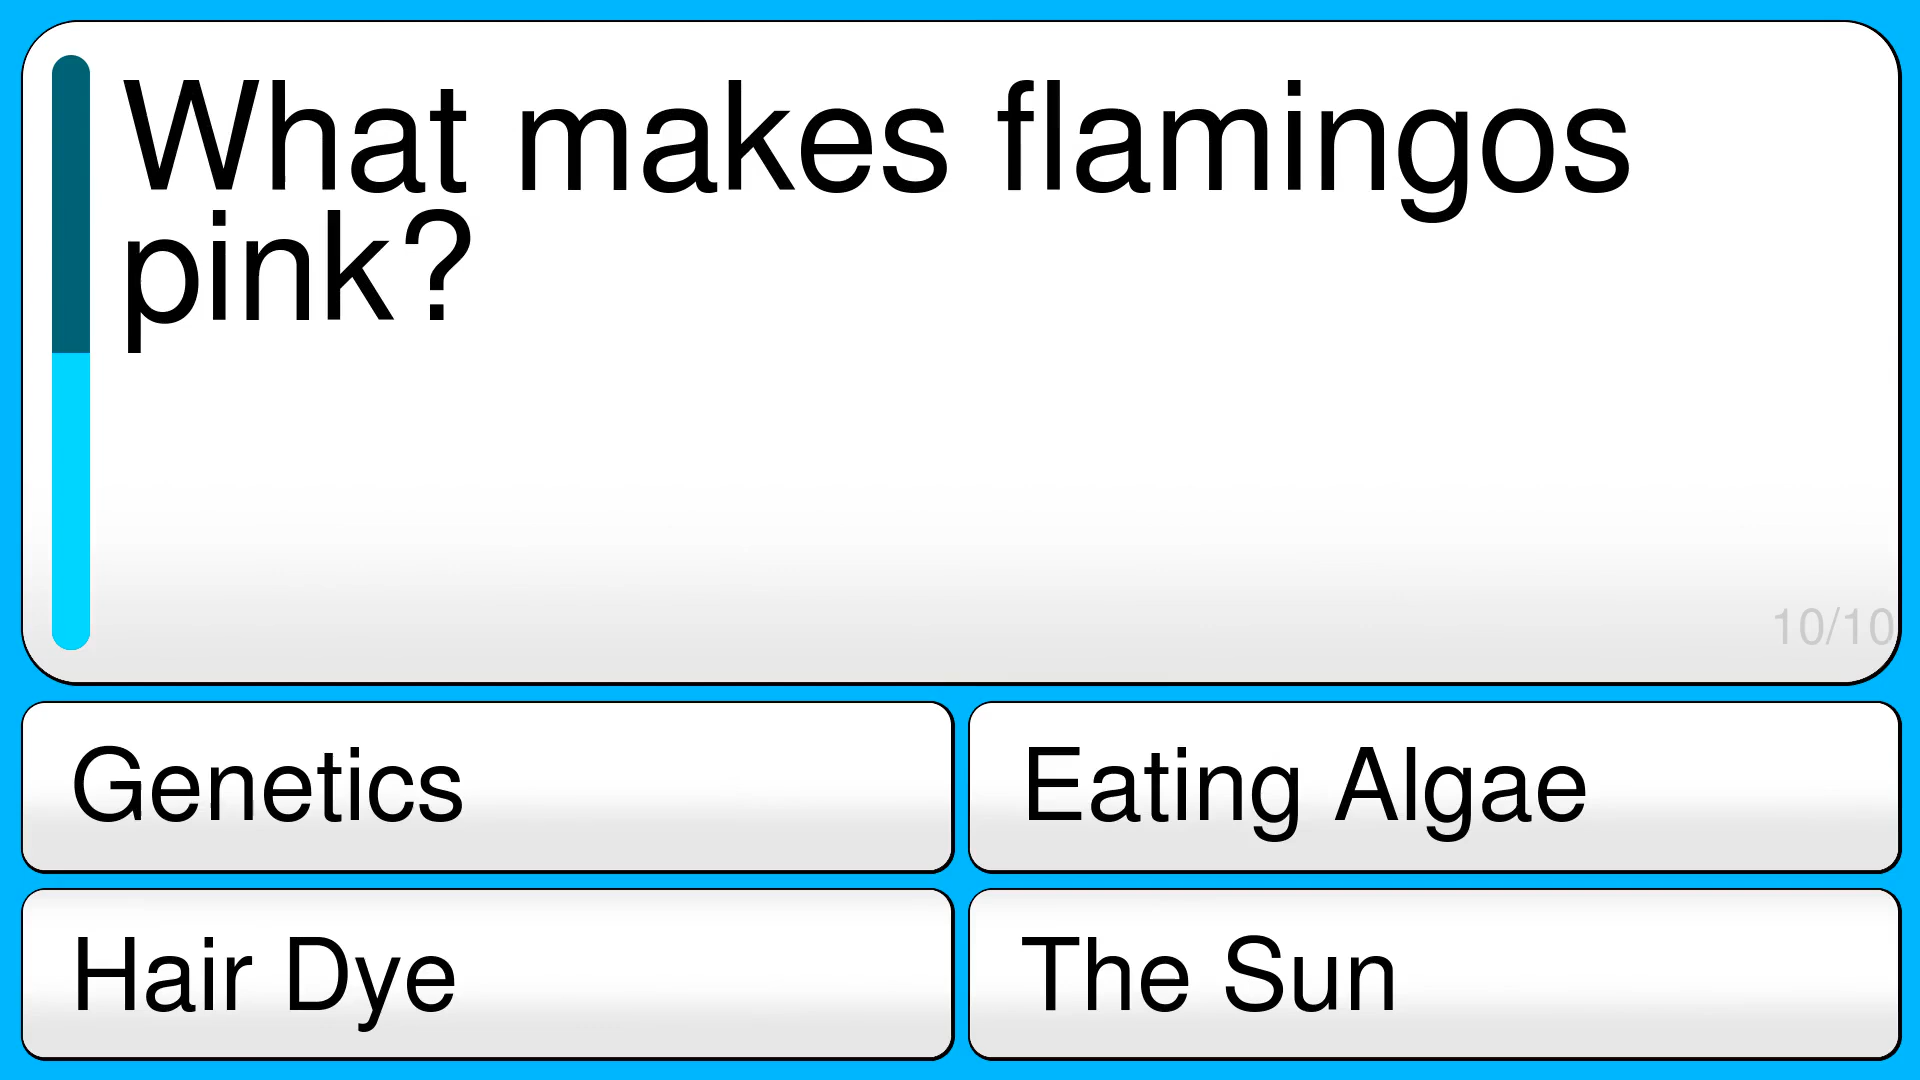 What makes flamingos
pink?
10/10
Genetics
Eating Algae
Hair Dye
The Sun